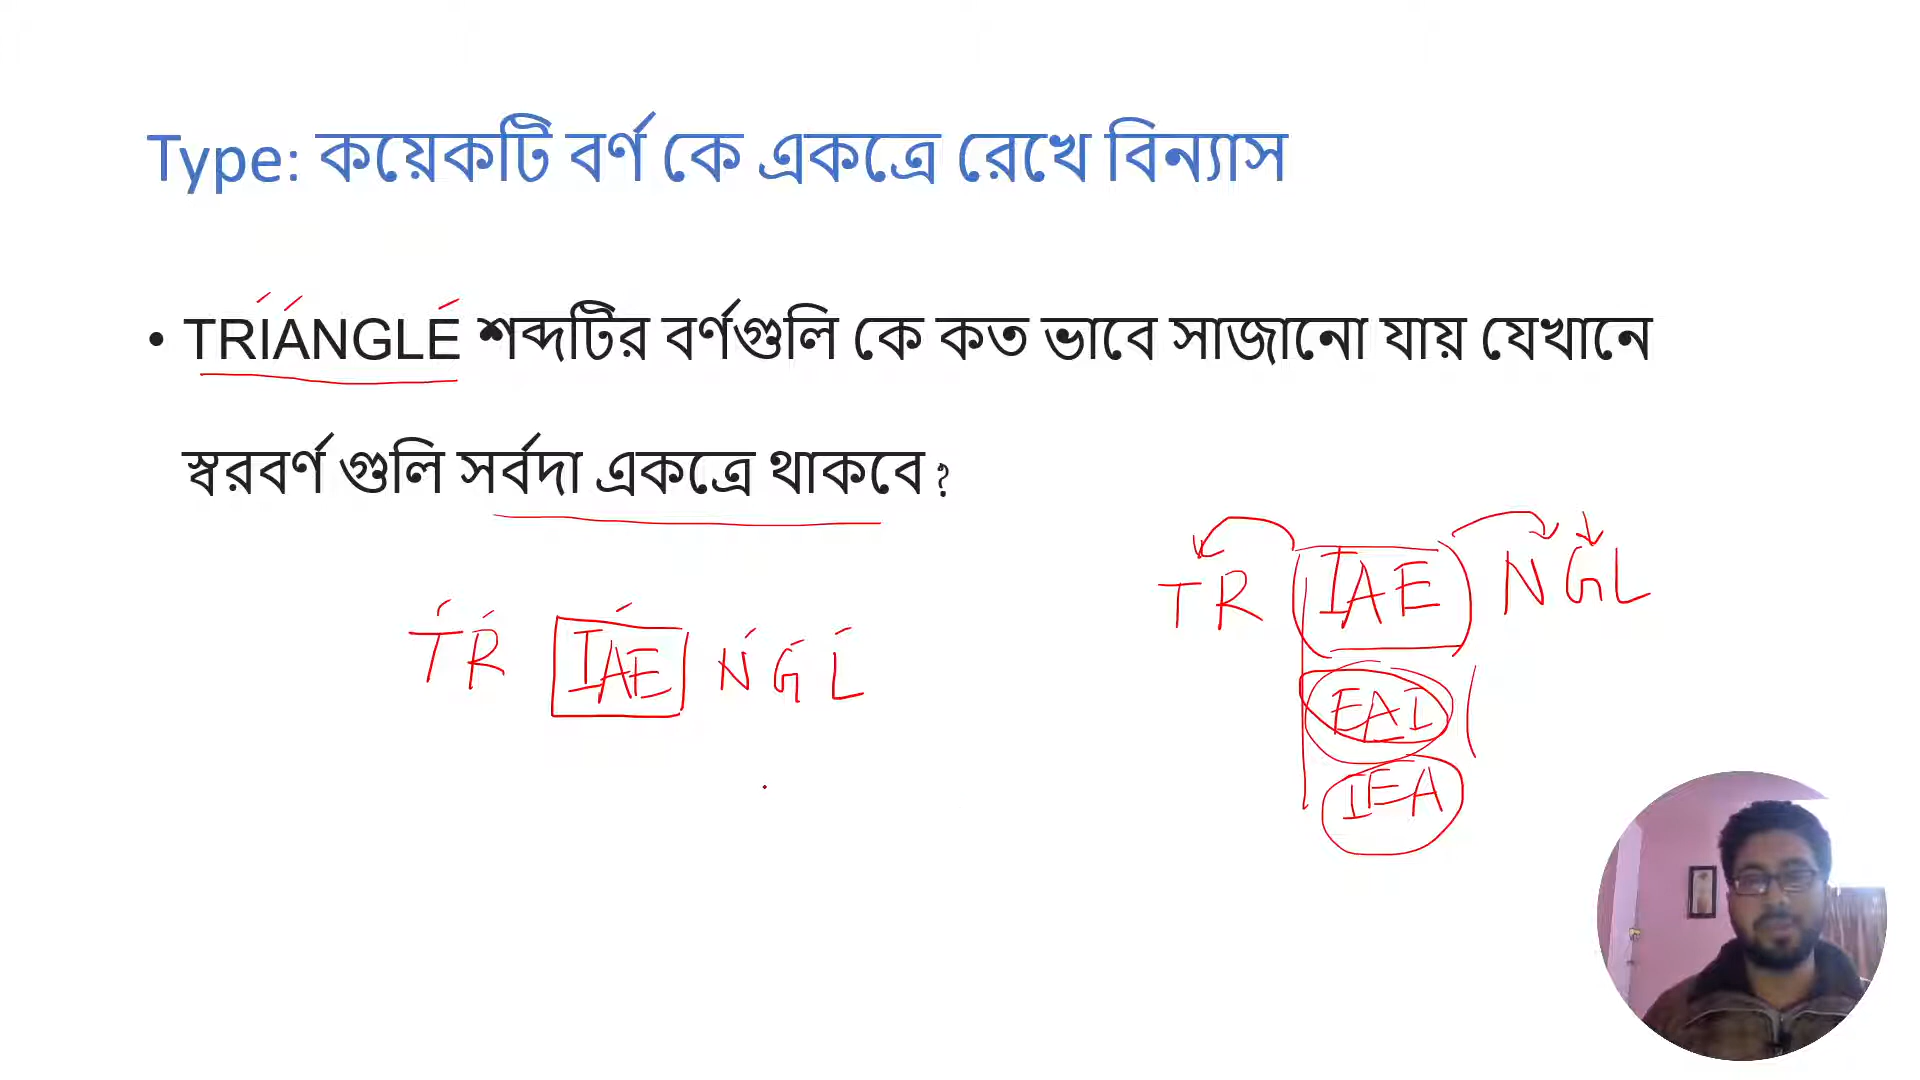 Type: কয়েকটি বর্ণ কে একত্রে রেখে বিন্যাস
• TRIANGLE শব্দটির বর্ণগুলি কে কত ভাবে সাজানো যায় যেখানে
স্বরবর্ণ গুলি সর্বদা একত্রে থাকবে?
TR IAE NGL
TR IAE NGL
EAI
IEA